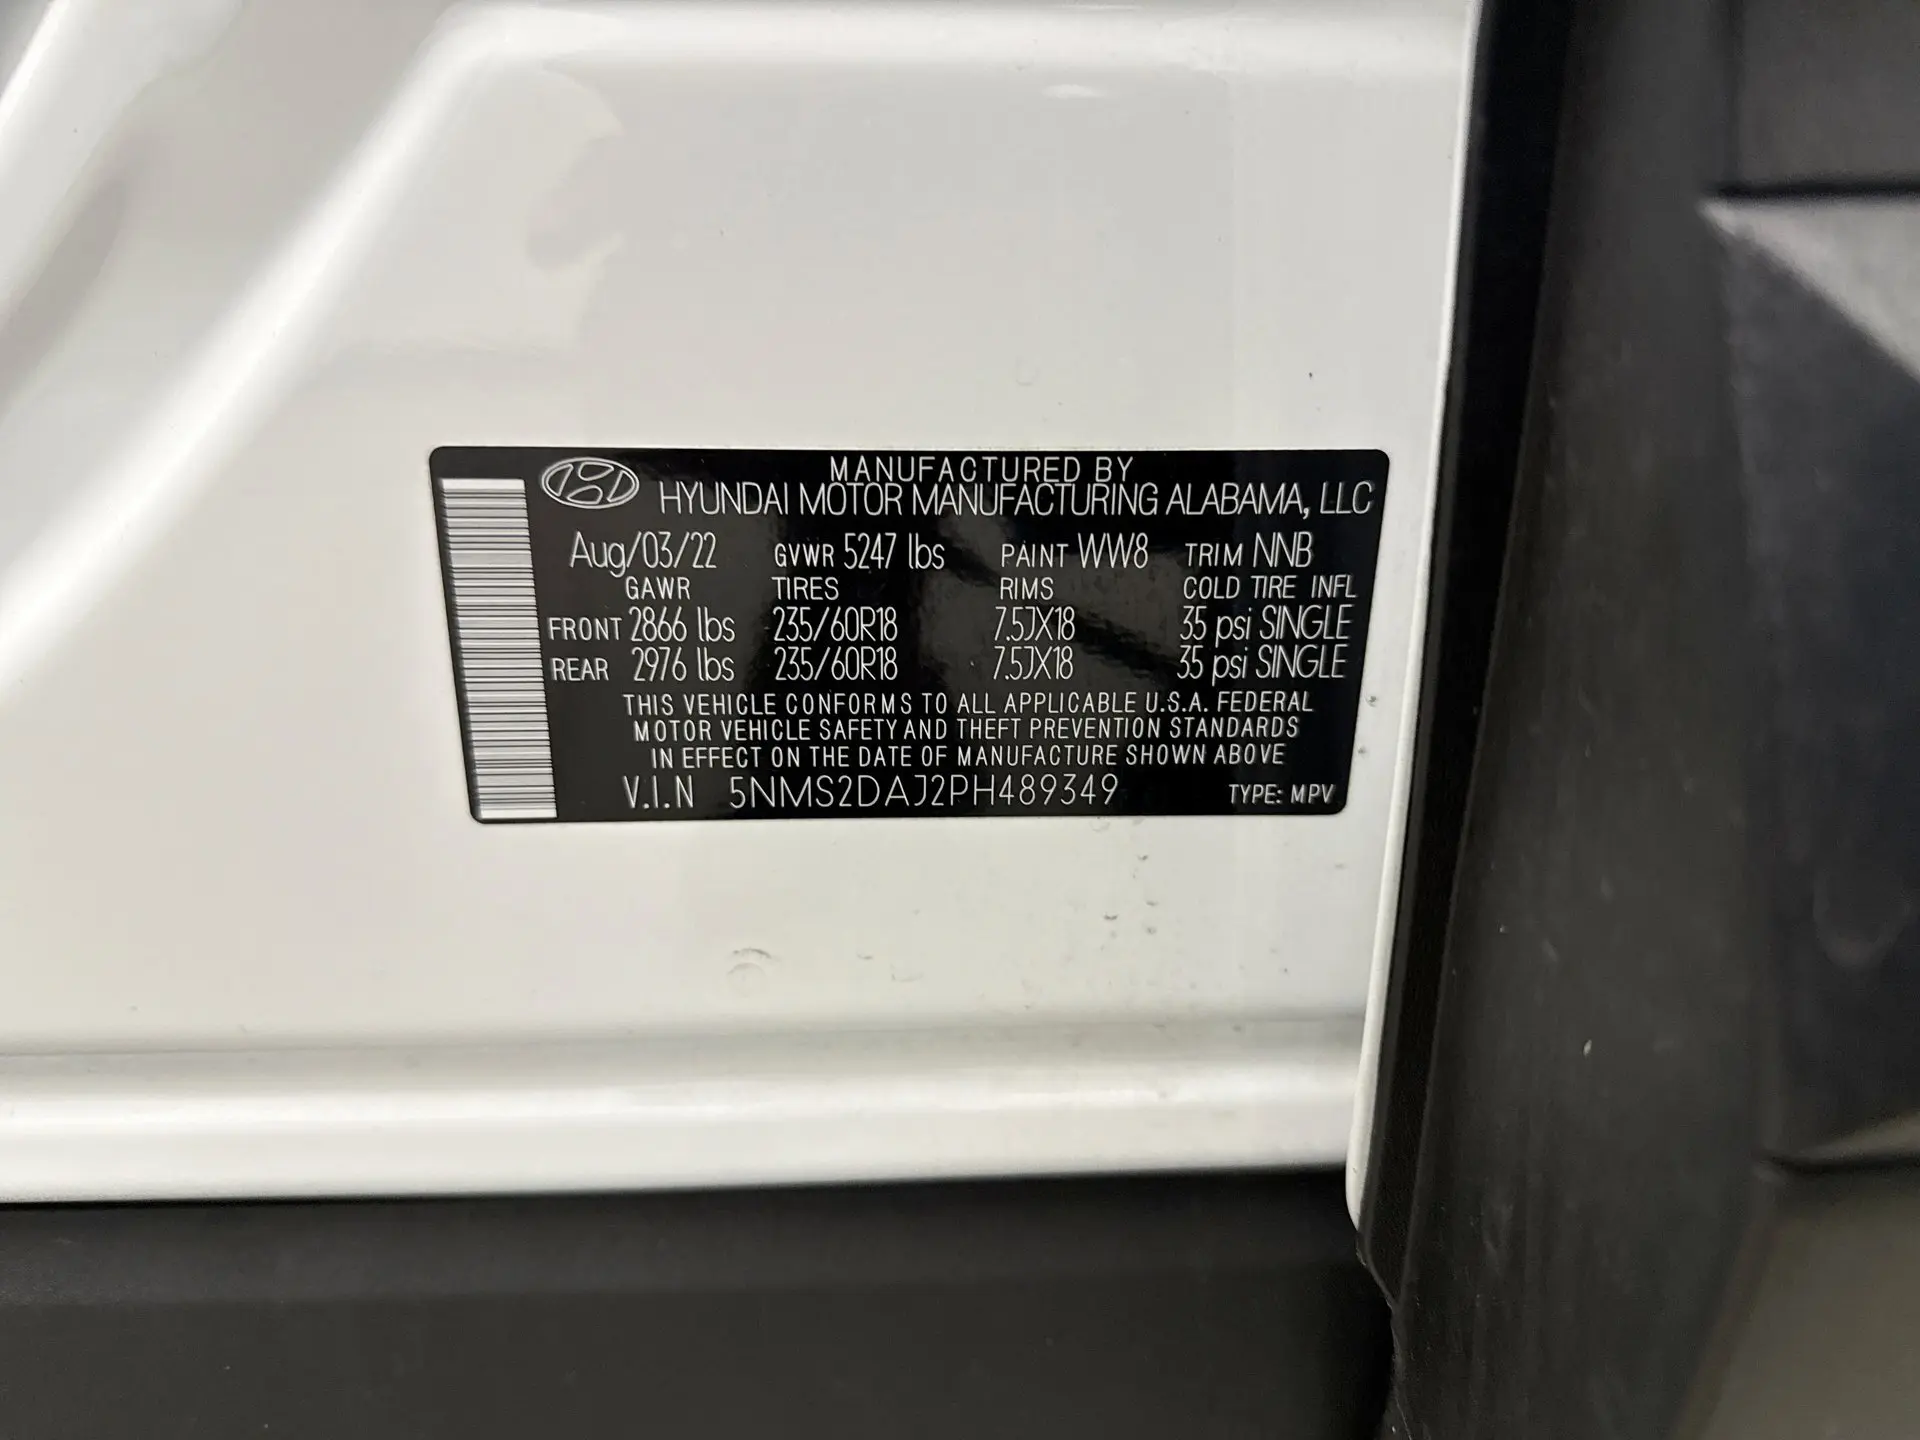 MANUFACTURED BY
HYUNDAI MOTOR MANUFACTURING ALABAMA, LLC
Aug/03/22 GVWR 5247 lbs PAINT WW8 TRIM NNB
GAWR TIRES RIMS COLD TIRE INFL
FRONT 2866 lbs 235/60R18 7.5JX18 35 psi SINGLE
REAR 2976 lbs 235/60R18 7.5JX18 35 psi SINGLE
THIS VEHICLE CONFORMS TO ALL APPLICABLE U.S.A. FEDERAL
MOTOR VEHICLE SAFETY AND THEFT PREVENTION STANDARDS
IN EFFECT ON THE DATE OF MANUFACTURE SHOWN ABOVE
V.I.N 5NMS2DAJ2PH489349 TYPE: MPV